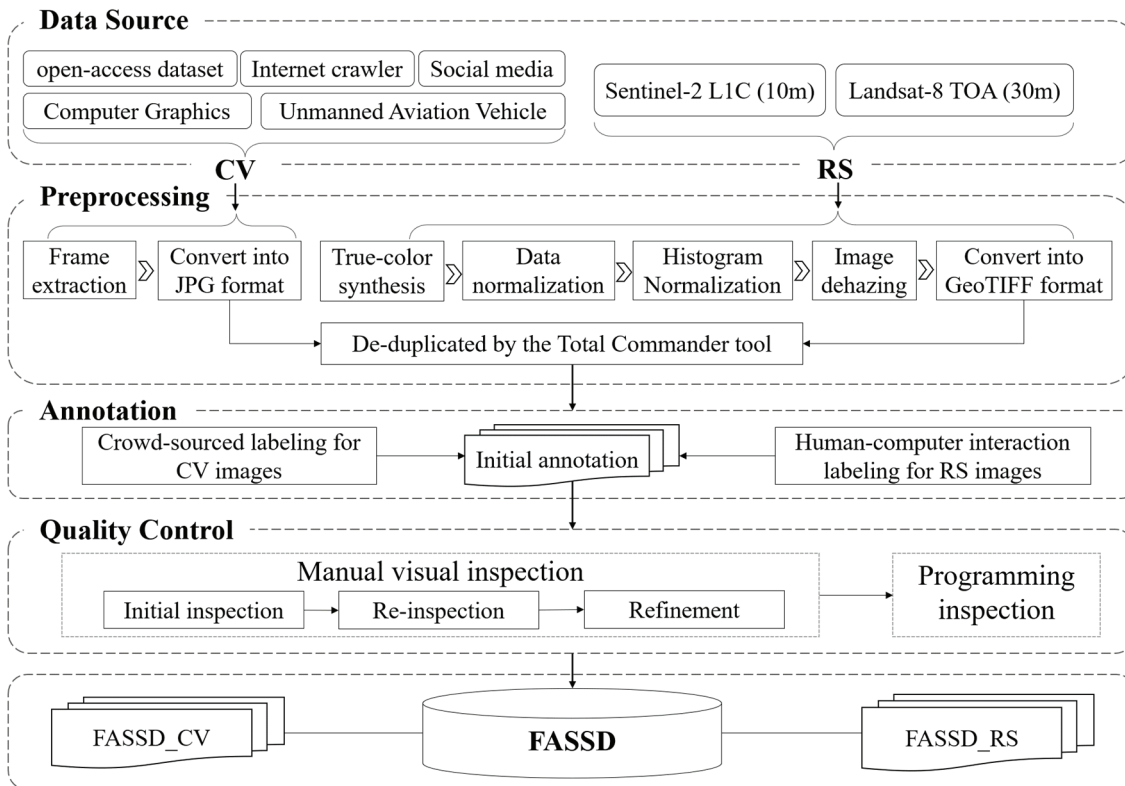 Data Source
open-access dataset
Internet crawler
Social media
Computer Graphics
Unmanned Aviation Vehicle
Sentinel-2 L1C (10m)
Landsat-8 TOA (30m)
CV
RS
Preprocessing
Frame
extraction
Convert into
JPG format
True-color
synthesis
Data
normalization
Histogram
Normalization
Image
dehazing
Convert into
GeoTIFF format
De-duplicated by the Total Commander tool
Annotation
Crowd-sourced labeling for
CV images
Initial annotation
Human-computer interaction
labeling for RS images
Quality Control
Manual visual inspection
Initial inspection
Re-inspection
Refinement
Programming
inspection
FASSD_CV
FASSD
FASSD_RS